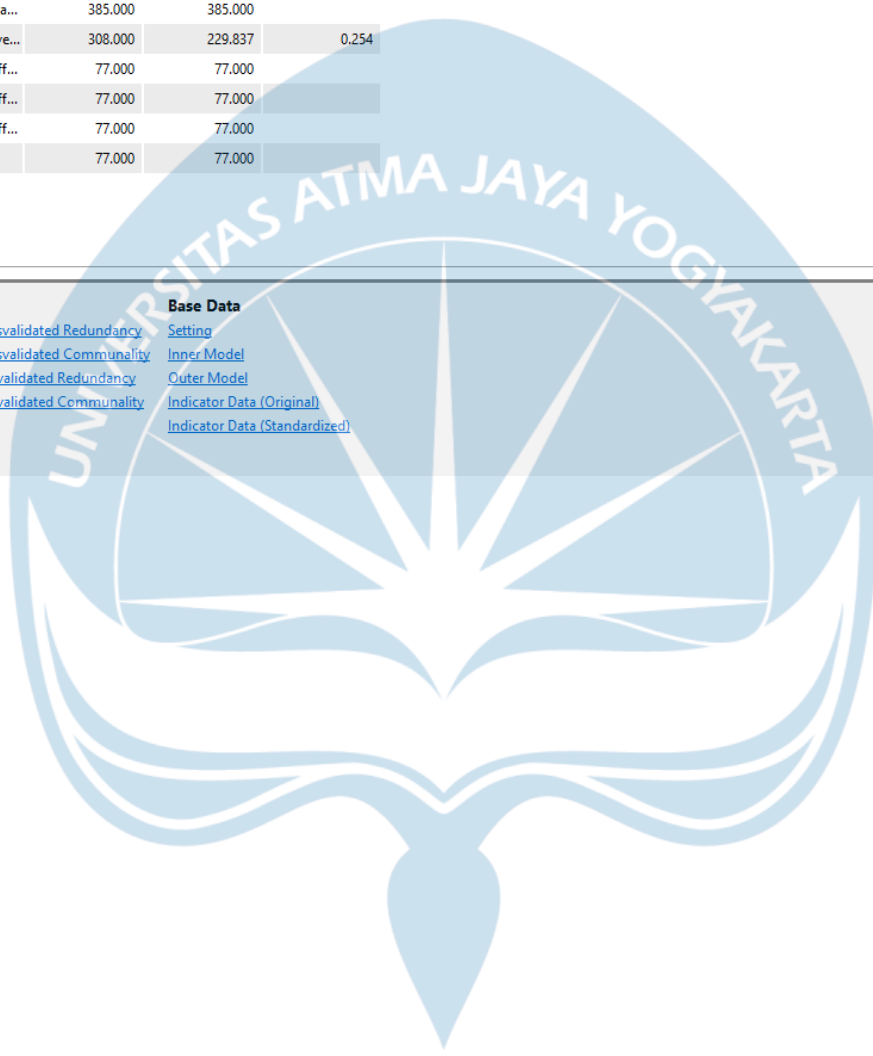 a... 385.000 385.000
ve... 308.000 229.837 0.254
ff... 77.000 77.000
ff... 77.000 77.000
ff... 77.000 77.000
77.000 77.000
UNIVERSITAS ATMA JAYA YOGYAKARTA
Base Data
svalidated Redundancy Setting
svalidated Communality Inner Model
validated Redundancy Outer Model
validated Communality Indicator Data (Original)
Indicator Data (Standardized)